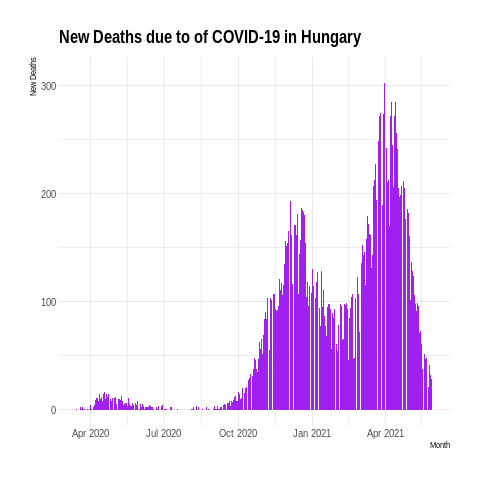 New Deaths due to of COVID-19 in Hungary
New Deaths
300
200
100
0
Apr 2020 Jul 2020 Oct 2020 Jan 2021 Apr 2021
Month